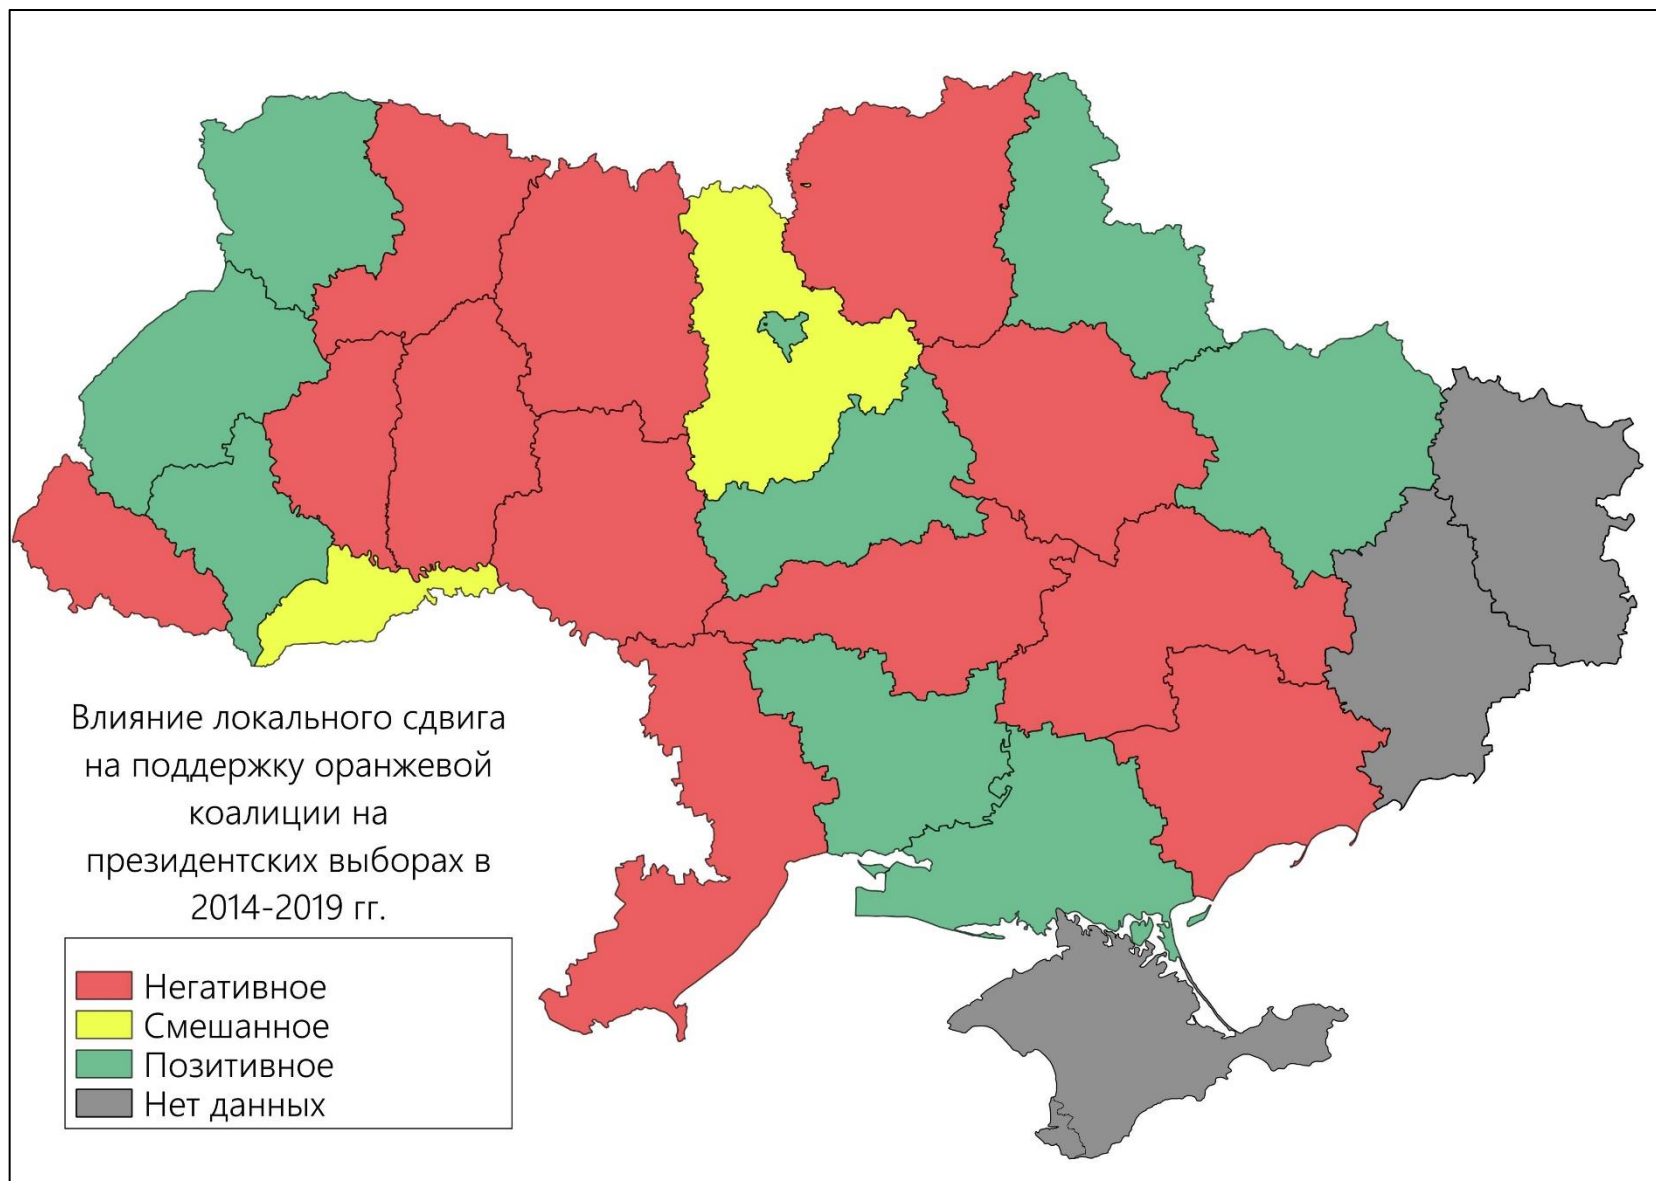 Влияние локального сдвига
на поддержку оранжевой
коалиции на
президентских выборах в
2014-2019 гг.
Негативное
Смешанное
Позитивное
Нет данных